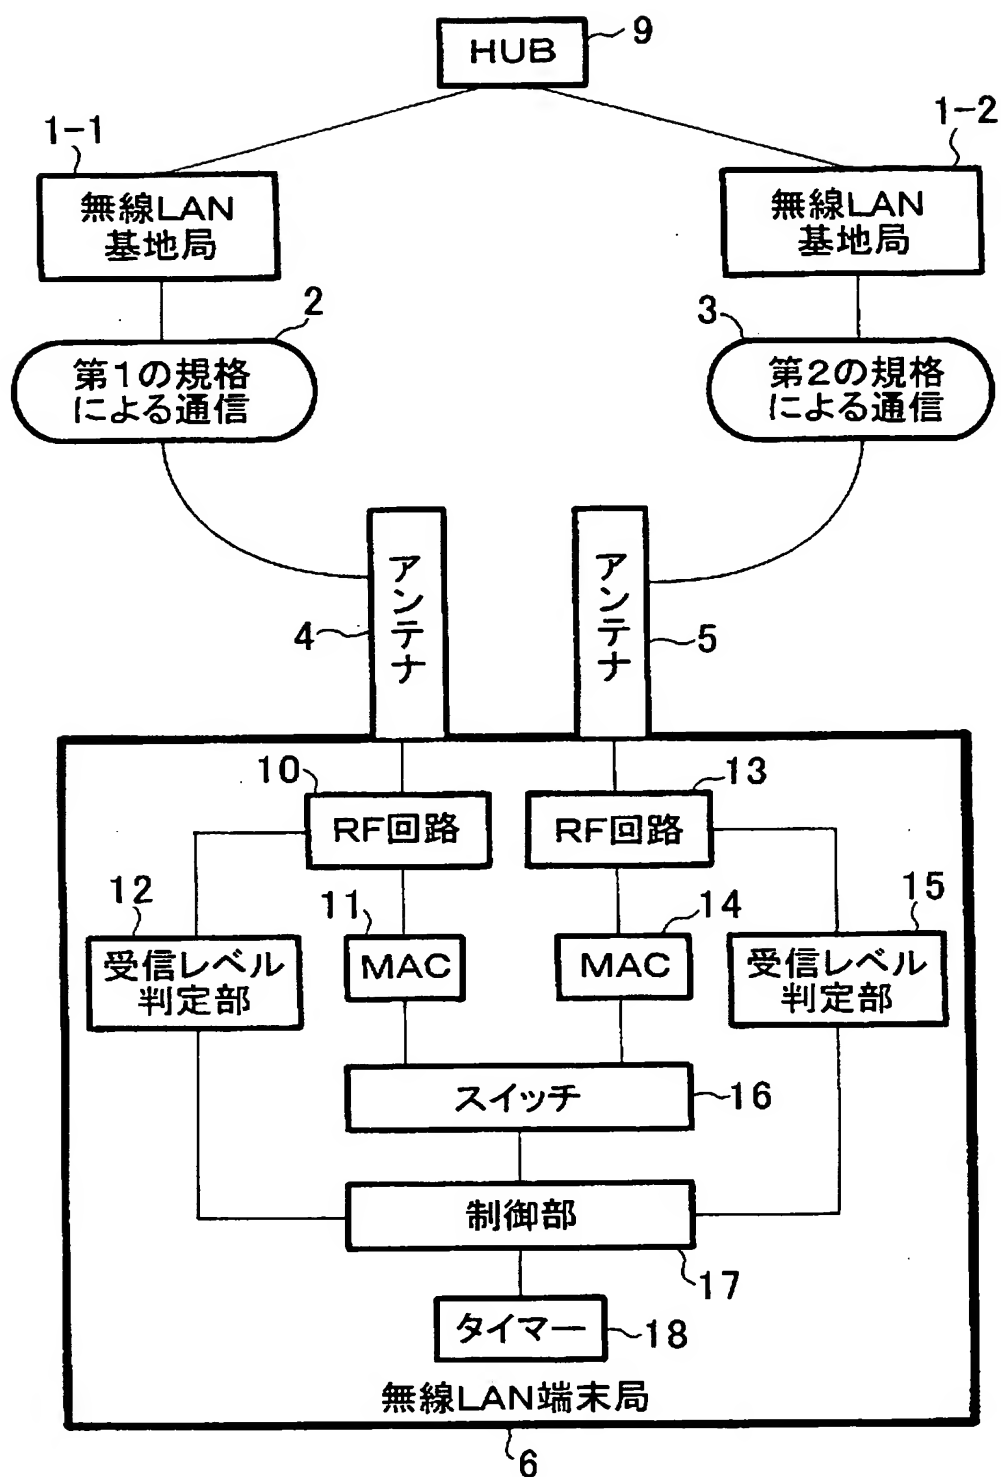 HUB
9
1-1
1-2
無線LAN
基地局
無線LAN
基地局
2
3
第1の規格
による通信
第2の規格
による通信
アンテナ
アンテナ
4
5
10
13
RF回路
RF回路
12
11
14
15
受信レベル
判定部
MAC
MAC
受信レベル
判定部
スイッチ
16
制御部
17
タイマー
18
無線LAN端末局
6